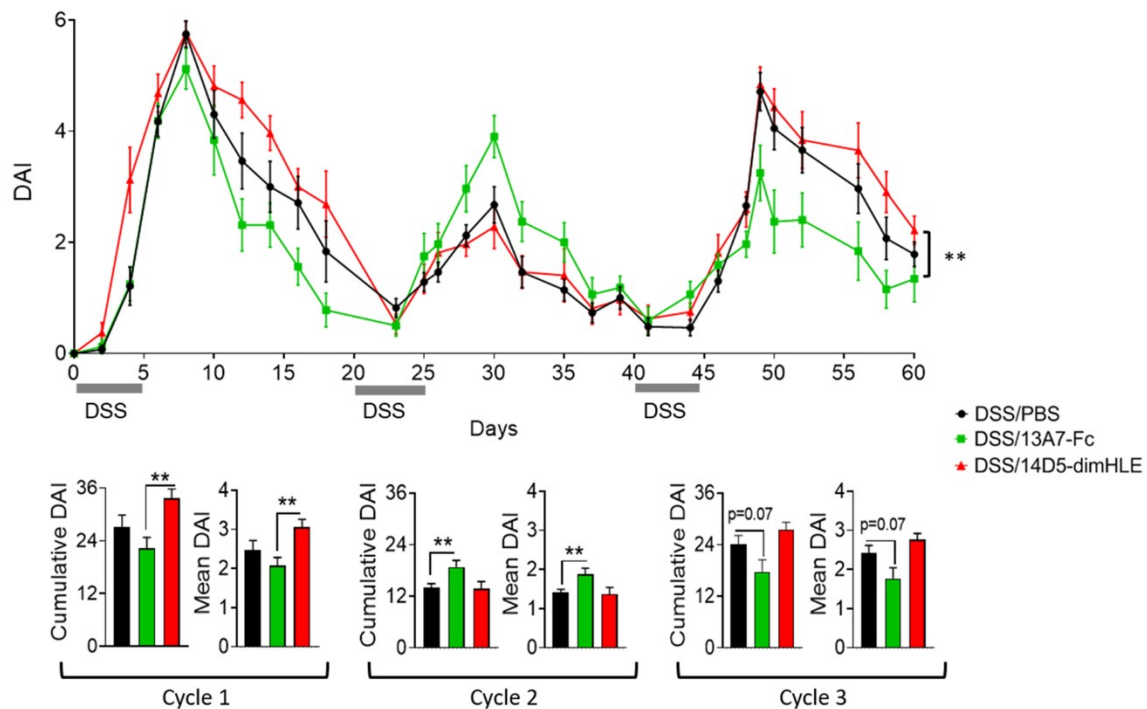 6
4
2
0
DAI
0 5 10 15 20 25 30 35 40 45 50 55 60
DSS DSS DSS
Days
**
DSS/PBS
DSS/13A7-Fc
DSS/14D5-dimHLE
Cumulative DAI
36
24
12
0
**
Mean DAI
4
3
2
1
0
**
Cycle 1
Cumulative DAI
36
24
12
0
**
Mean DAI
4
3
2
1
0
**
Cycle 2
Cumulative DAI
36
24
12
0
p=0.07
Mean DAI
4
3
2
1
0
p=0.07
Cycle 3